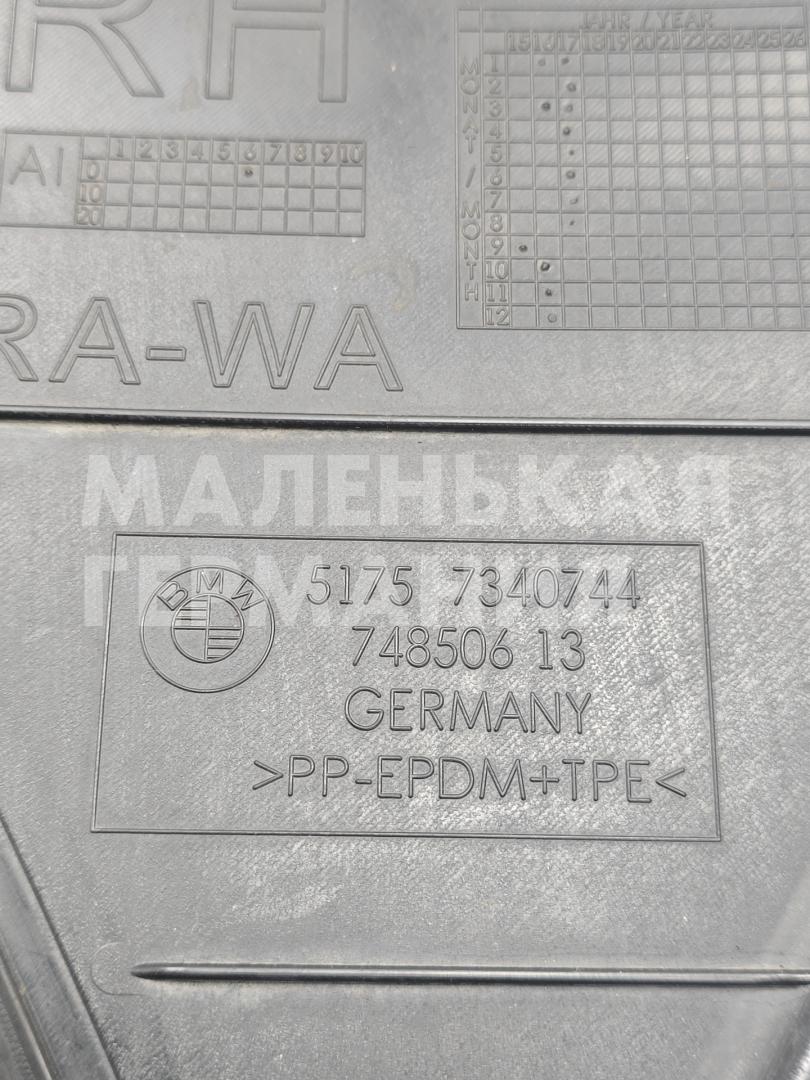 RH
JAHR / YEAR
15 16 17 18 19 20 21 22 23 24 25 26
MONAT / MONTH
1
2
3
4
5
6
7
8
9
10
11
12
AI
1 2 3 4 5 6 7 8 9 10
0
10
20
RA-WA
МАЛЕНЬКАЯ
ГЕРМАНИЯ
BMW
5175 7340744
748506 13
GERMANY
>PP-EPDM+TPE<